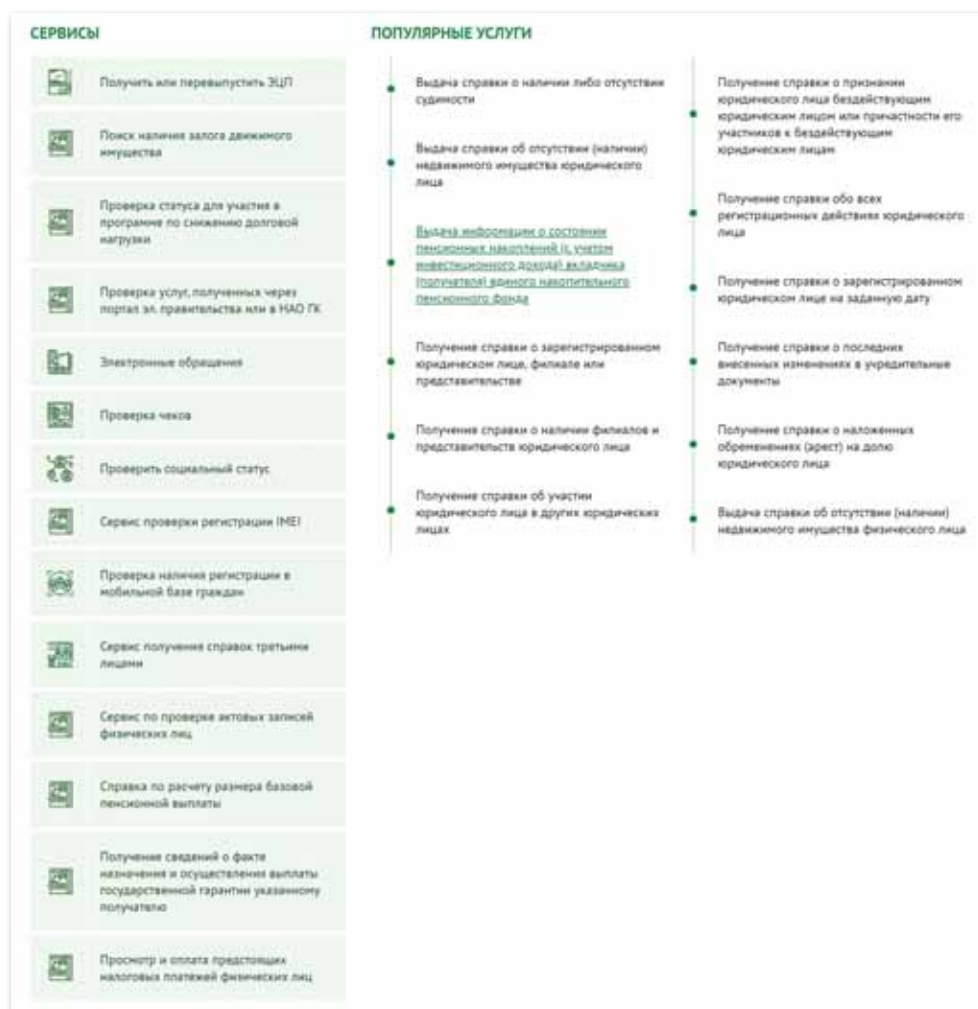 СЕРВИСЫ
Получить или перевыпустить ЭЦП
Поиск наличия залога движимого
имущества
Проверка статуса для участия в
программе по снижению долговой
нагрузки
Проверка услуг, полученных через
портал эл. правительства или в НАО ГК
Электронные обращения
Проверка чеков
Проверить социальный статус
Сервис проверки регистрации IMEI
Проверка наличия регистрации в
мобильной базе граждан
Сервис получения справок третьими
лицами
Сервис по проверке актовых записей
физических лиц
Справка по расчету размера базовой
пенсионной выплаты
Получение сведений о факте
назначения и осуществления выплаты
государственной гарантии указанному
получателю
Просмотр и оплата предстоящих
налоговых платежей физических лиц
ПОПУЛЯРНЫЕ УСЛУГИ
Выдача справки о наличии либо отсутствии
судимости
Выдача справки об отсутствии (наличии)
недвижимого имущества юридического
лица
Выдача информации о состоянии
пенсионных накоплений (с учетом
инвестиционного дохода) вкладчика
(получателя) единого накопительного
пенсионного фонда
Получение справки о зарегистрированном
юридическом лице, филиале или
представительстве
Получение справки о наличии филиалов и
представительств юридического лица
Получение справки об участии
юридического лица в других юридических
лицах
Получение справки о признании
юридического лица бездействующим
юридическим лицом или причастности его
участников к бездействующим
юридическим лицам
Получение справки обо всех
регистрационных действиях юридического
лица
Получение справки о зарегистрированном
юридическом лице на заданную дату
Получение справки о последних
внесенных изменениях в учредительные
документы
Получение справки о наложенных
обременениях (арест) на долю
юридического лица
Выдача справки об отсутствии (наличии)
недвижимого имущества физического лица